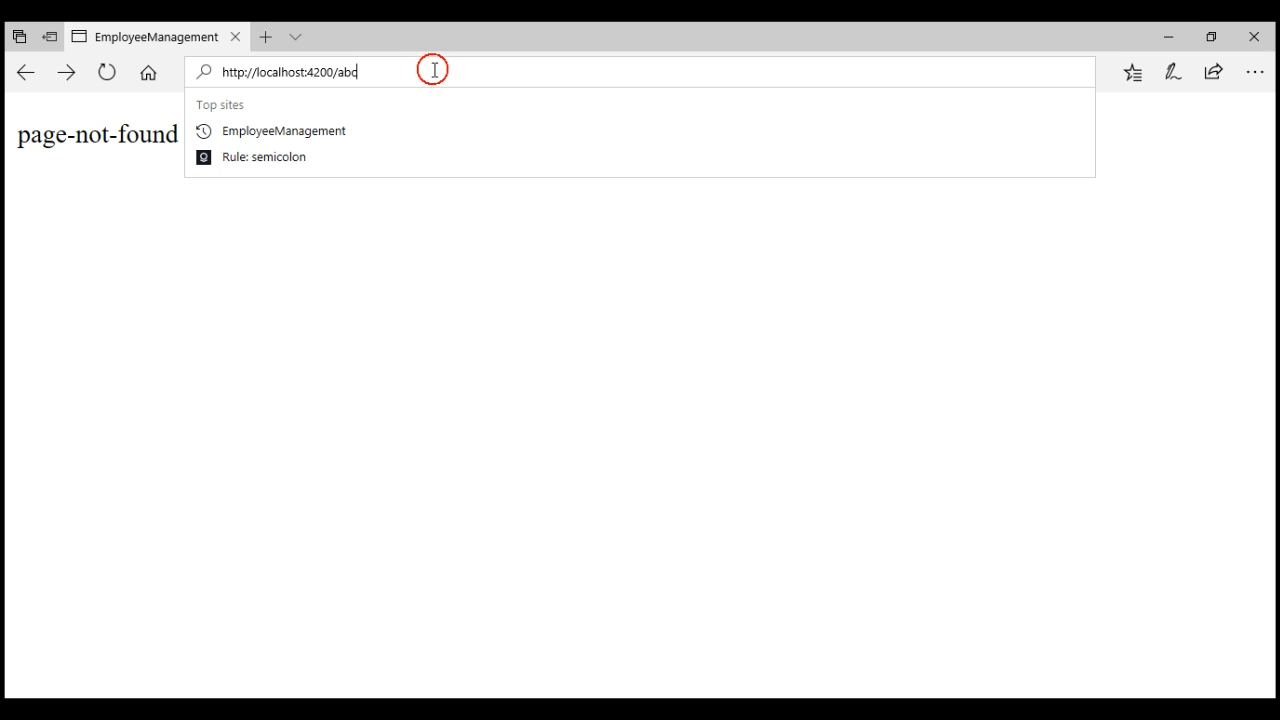 EmployeeManagement
http://localhost:4200/abc
Top sites
EmployeeManagement
Rule: semicolon
page-not-found